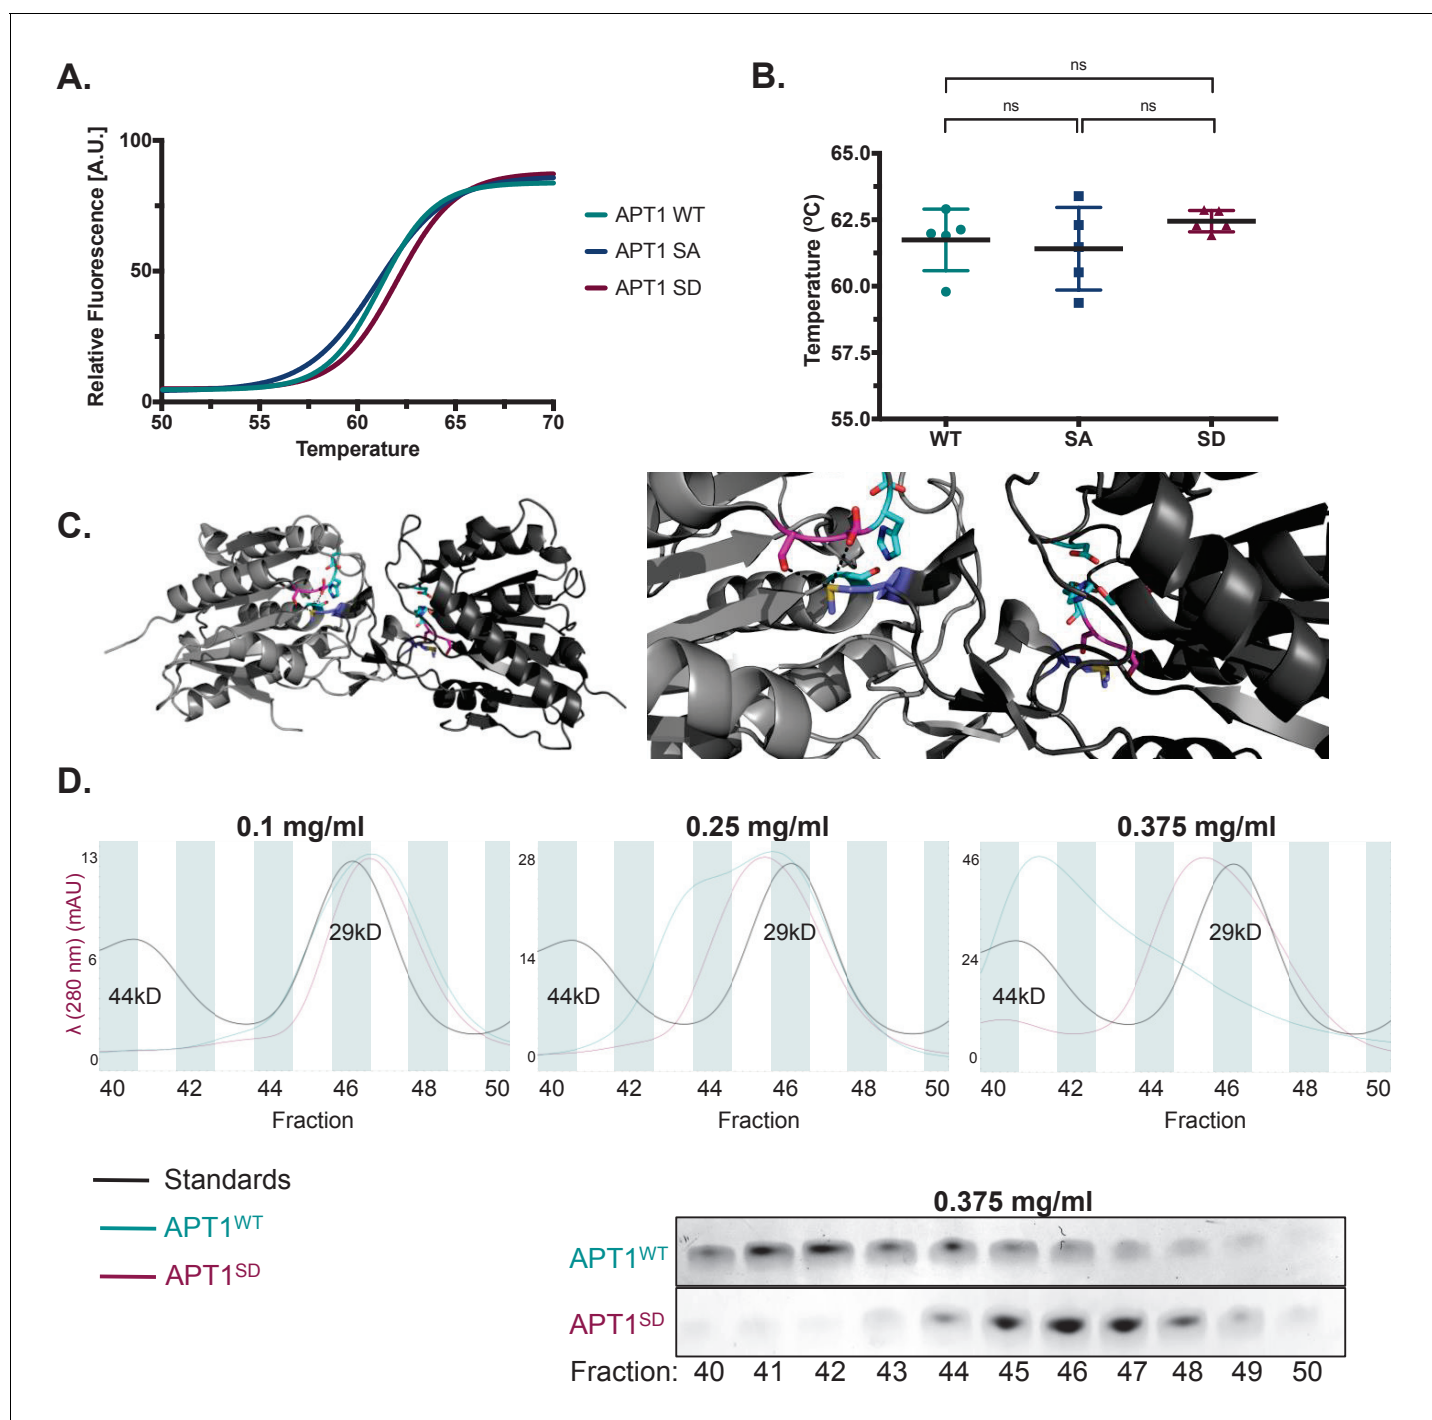 A.
100
50
0
Relative Fluorescence [A.U.]
50 55 60 65 70
Temperature
APT1 WT
APT1 SA
APT1 SD
B.
ns
ns ns
65.0
62.5
60.0
57.5
55.0
Temperature (ºC)
WT SA SD
C.
D.
0.1 mg/ml
13
6
0
λ (280 nm) (mAU)
44kD
29kD
40 42 44 46 48 50
Fraction
0.25 mg/ml
28
14
0
44kD
29kD
40 42 44 46 48 50
Fraction
0.375 mg/ml
46
24
0
44kD
29kD
40 42 44 46 48 50
Fraction
Standards
APT1WT
APT1SD
0.375 mg/ml
APT1WT
APT1SD
Fraction: 40 41 42 43 44 45 46 47 48 49 50